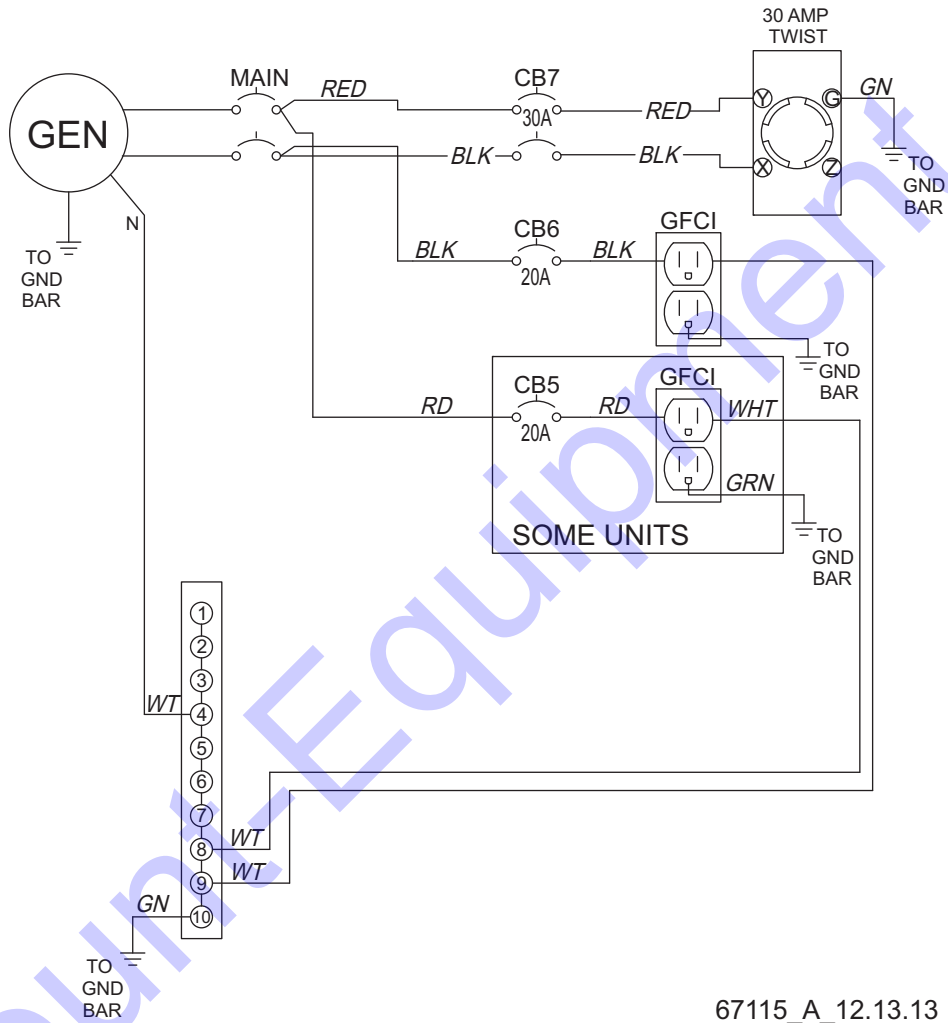 30 AMP
TWIST
MAIN
RED
CB7
30A
RED
Y
G
GN
GEN
BLK
BLK
X
Z
TO
GND
BAR
N
TO
GND
BAR
BLK
CB6
20A
BLK
GFCI
TO
GND
BAR
RD
CB5
20A
RD
GFCI
WHT
GRN
SOME UNITS
TO
GND
BAR
1
2
3
WT
4
5
6
7
8
WT
9
WT
GN
10
TO
GND
BAR
67115_A_12.13.13
unt-Equipment